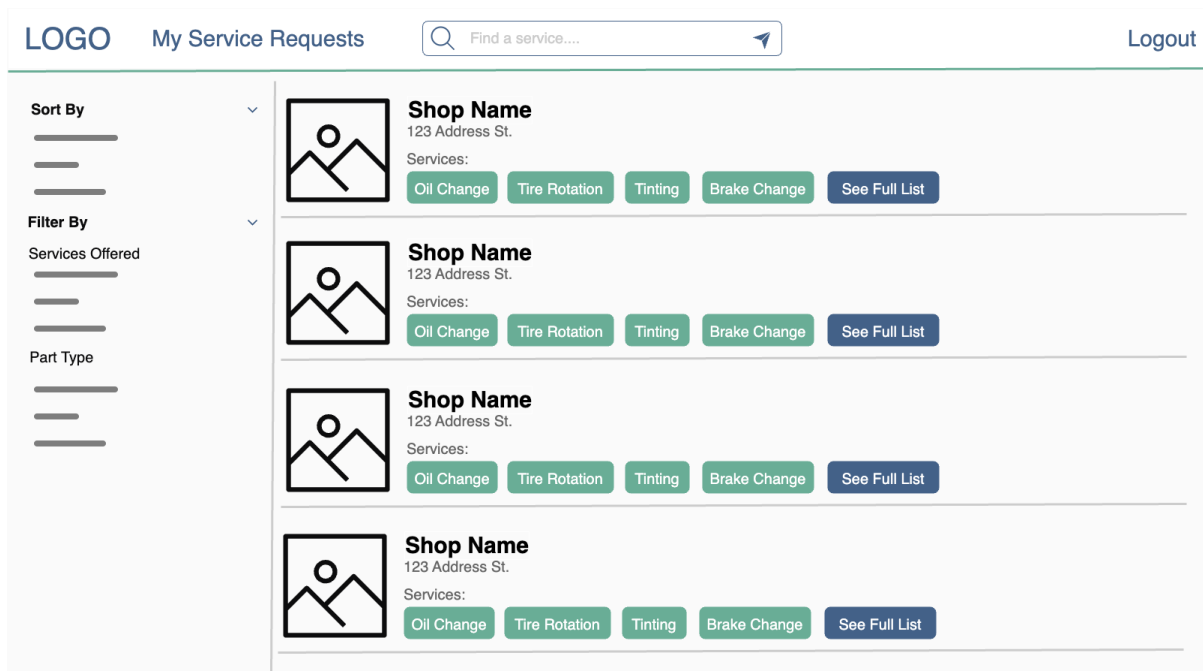 LOGO My Service Requests Find a service.... Logout
Sort By
Filter By
Services Offered
Part Type
Shop Name
123 Address St.
Services:
Oil Change Tire Rotation Tinting Brake Change See Full List
Shop Name
123 Address St.
Services:
Oil Change Tire Rotation Tinting Brake Change See Full List
Shop Name
123 Address St.
Services:
Oil Change Tire Rotation Tinting Brake Change See Full List
Shop Name
123 Address St.
Services:
Oil Change Tire Rotation Tinting Brake Change See Full List